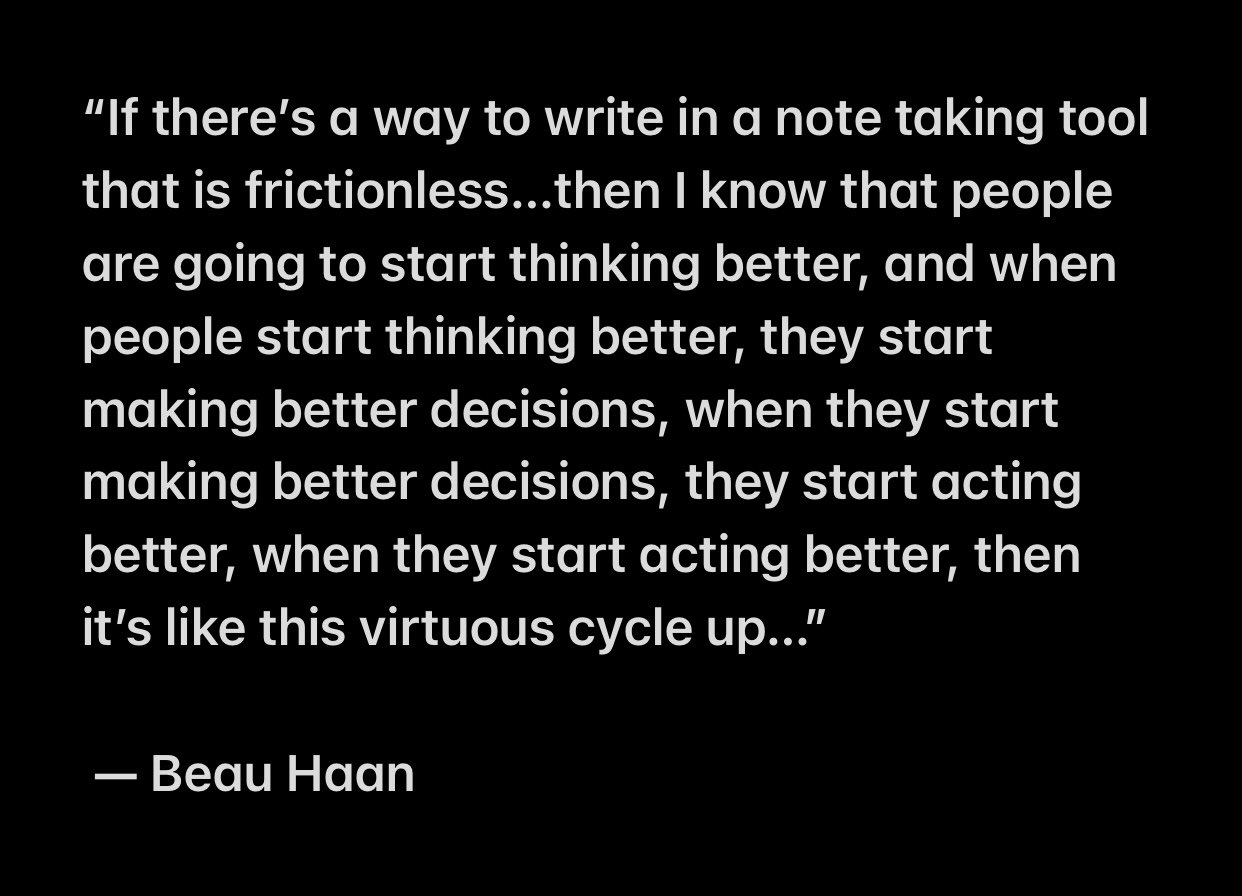 “If there’s a way to write in a note taking tool
that is frictionless...then I know that people
are going to start thinking better, and when
people start thinking better, they start
making better decisions, when they start
making better decisions, they start acting
better, when they start acting better, then
it’s like this virtuous cycle up...”
— Beau Haan